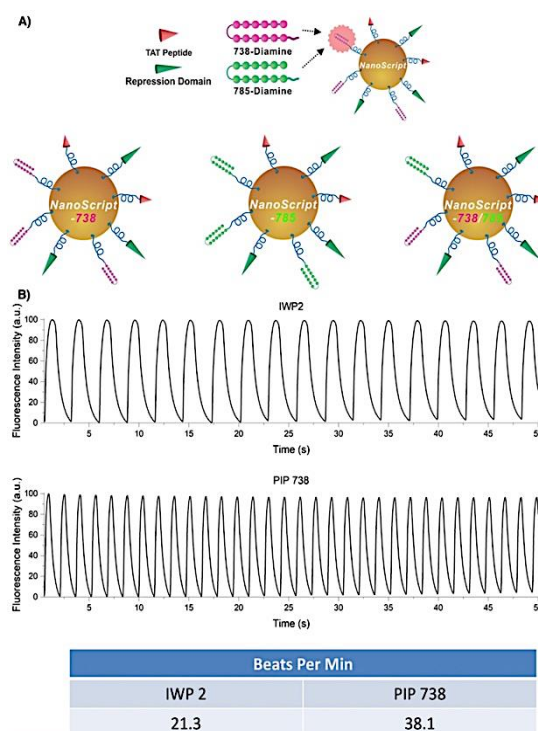 A)
TAT Peptide
Repression Domain
738-Diamine
785-Diamine
NanoScript
NanoScript
-738
NanoScript
-785
NanoScript
-738/785
B)
IWP2
Fluorescence Intensity (a.u.)
100
80
60
40
20
0
5 10 15 20 25 30 35 40 45 50
Time (s)
PIP 738
Fluorescence Intensity (a.u.)
100
80
60
40
20
0
5 10 15 20 25 30 35 40 45 50
Time (s)
Beats Per Min
IWP 2 PIP 738
21.3 38.1